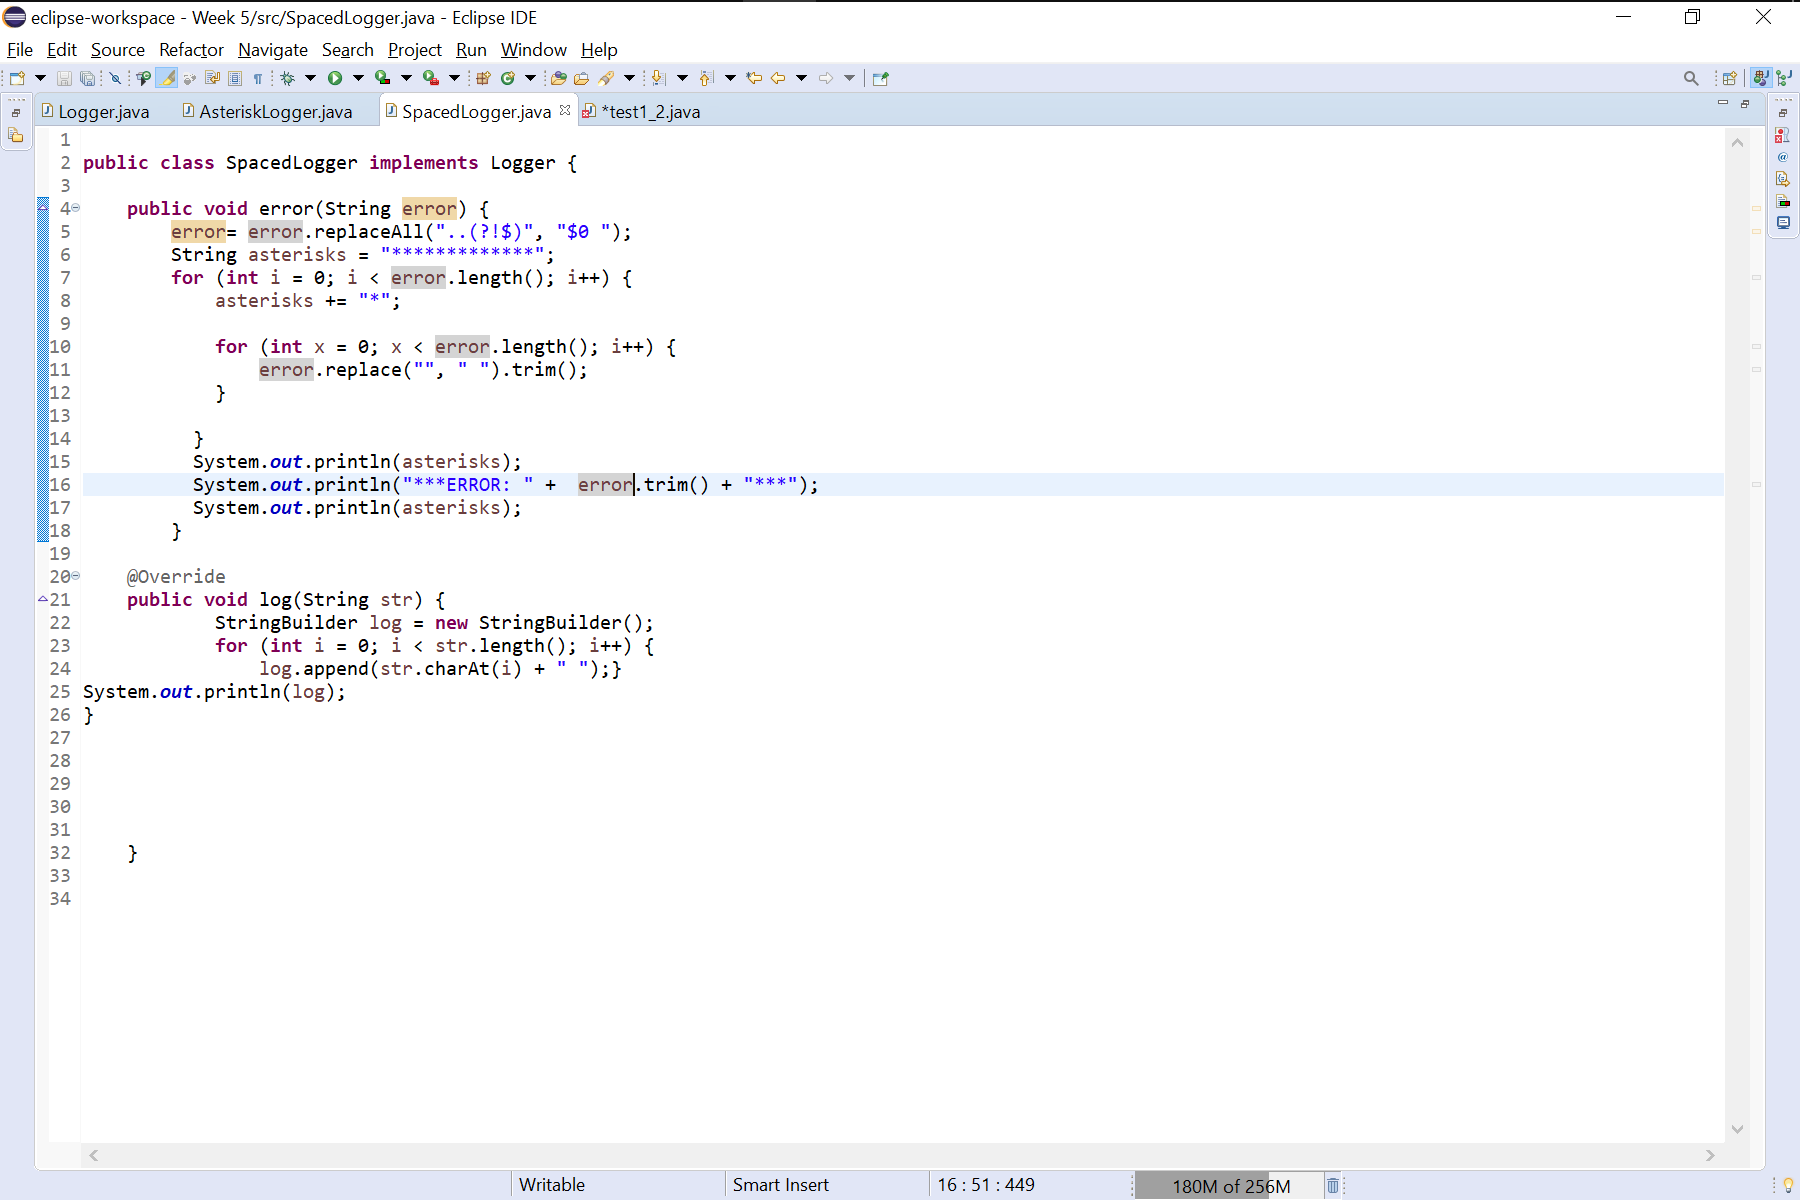 eclipse-workspace - Week 5/src/SpacedLogger.java - Eclipse IDE
File Edit Source Refactor Navigate Search Project Run Window Help
Logger.java AsteriskLogger.java SpacedLogger.java *test1_2.java
1
2 public class SpacedLogger implements Logger {
3
4     public void error(String error) {
5         error= error.replaceAll("..(?!$)", "$0 ");
6         String asterisks = "*************";
7         for (int i = 0; i < error.length(); i++) {
8             asterisks += "*";
9
10             for (int x = 0; x < error.length(); i++) {
11                 error.replace("", " ").trim();
12             }
13
14           }
15           System.out.println(asterisks);
16           System.out.println("***ERROR: " +  error.trim() + "***");
17           System.out.println(asterisks);
18         }
19
20     @Override
21     public void log(String str) {
22             StringBuilder log = new StringBuilder();
23             for (int i = 0; i < str.length(); i++) {
24                 log.append(str.charAt(i) + " ");}
25 System.out.println(log);
26 }
27
28
29
30
31
32     }
33
34
Writable Smart Insert 16 : 51 : 449 180M of 256M